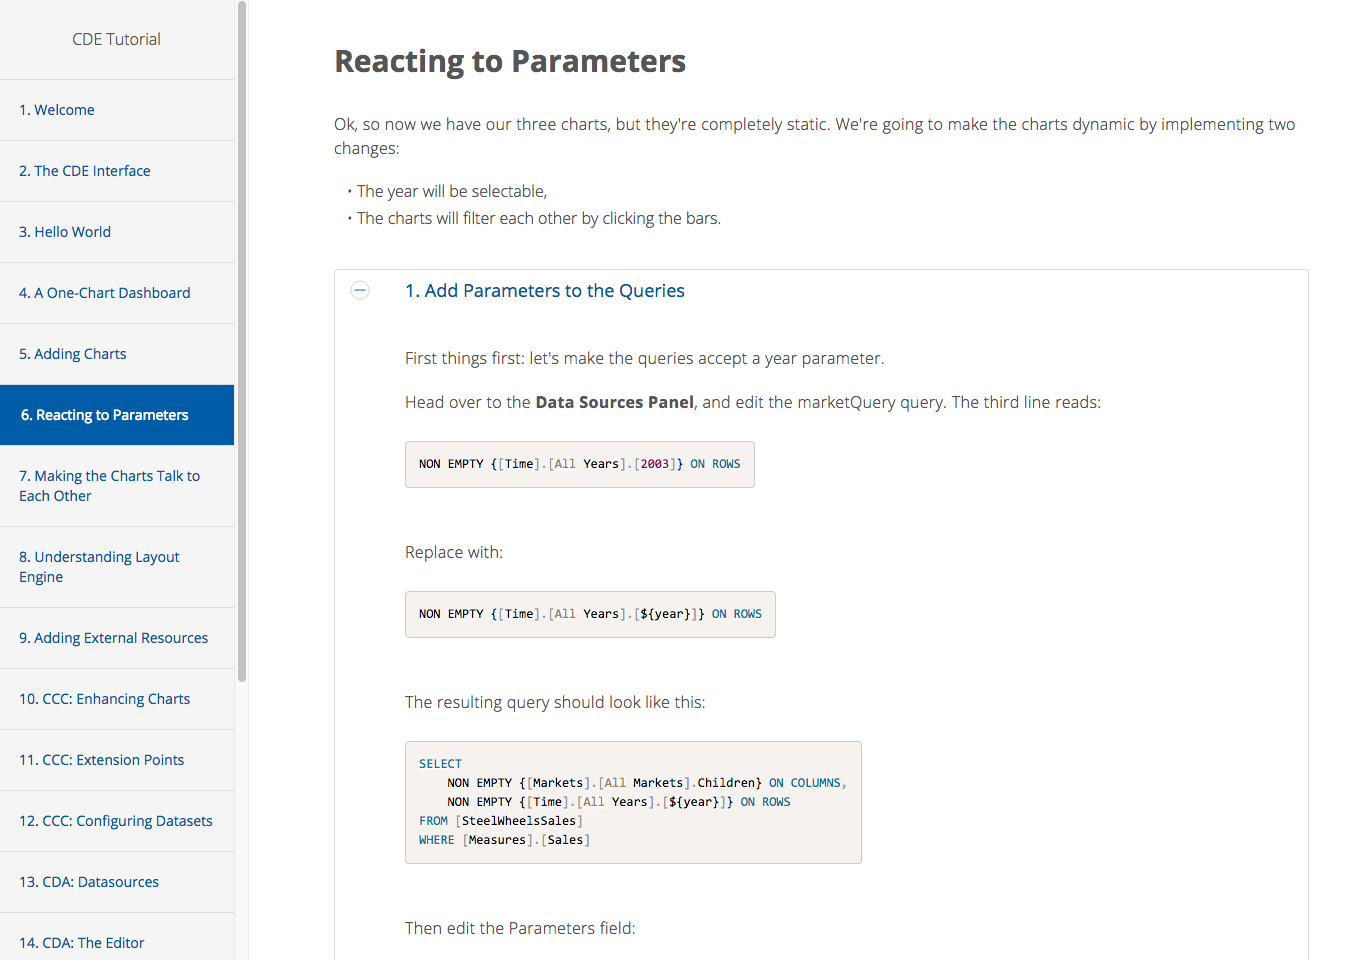 CDE Tutorial
1. Welcome
2. The CDE Interface
3. Hello World
4. A One-Chart Dashboard
5. Adding Charts
6. Reacting to Parameters
7. Making the Charts Talk to
Each Other
8. Understanding Layout
Engine
9. Adding External Resources
10. CCC: Enhancing Charts
11. CCC: Extension Points
12. CCC: Configuring Datasets
13. CDA: Datasources
14. CDA: The Editor
Reacting to Parameters
Ok, so now we have our three charts, but they're completely static. We're going to make the charts dynamic by implementing two
changes:
• The year will be selectable,
• The charts will filter each other by clicking the bars.
1. Add Parameters to the Queries
First things first: let's make the queries accept a year parameter.
Head over to the Data Sources Panel, and edit the marketQuery query. The third line reads:
NON EMPTY {[Time].[All Years].[2003]} ON ROWS
Replace with:
NON EMPTY {[Time].[All Years].[${year}]} ON ROWS
The resulting query should look like this:
SELECT
    NON EMPTY {[Markets].[All Markets].Children} ON COLUMNS,
    NON EMPTY {[Time].[All Years].[${year}]} ON ROWS
FROM [SteelWheelsSales]
WHERE [Measures].[Sales]
Then edit the Parameters field: